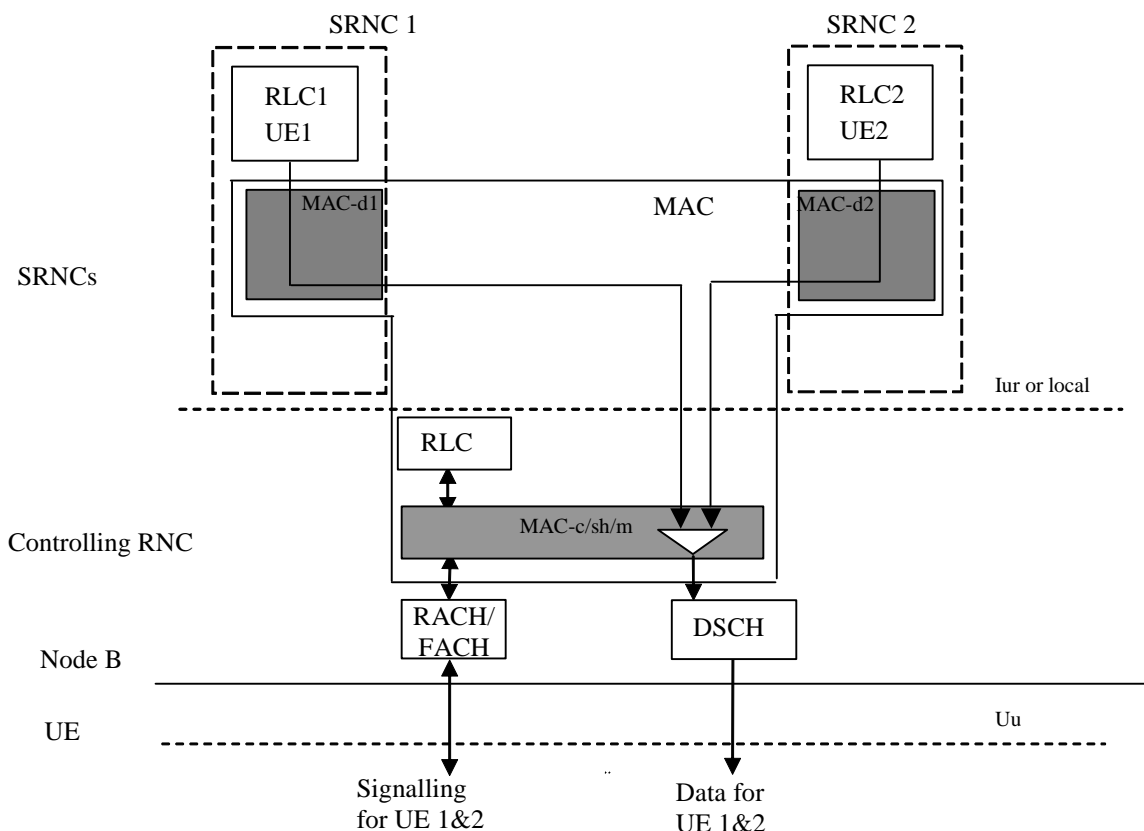 SRNC 1
SRNC 2
RLC1
UE1
RLC2
UE2
MAC-d1
MAC
MAC-d2
SRNCs
Iur or local
RLC
MAC-c/sh/m
Controlling RNC
RACH/
FACH
DSCH
Node B
UE
Uu
Signalling
for UE 1&2
Data for
UE 1&2